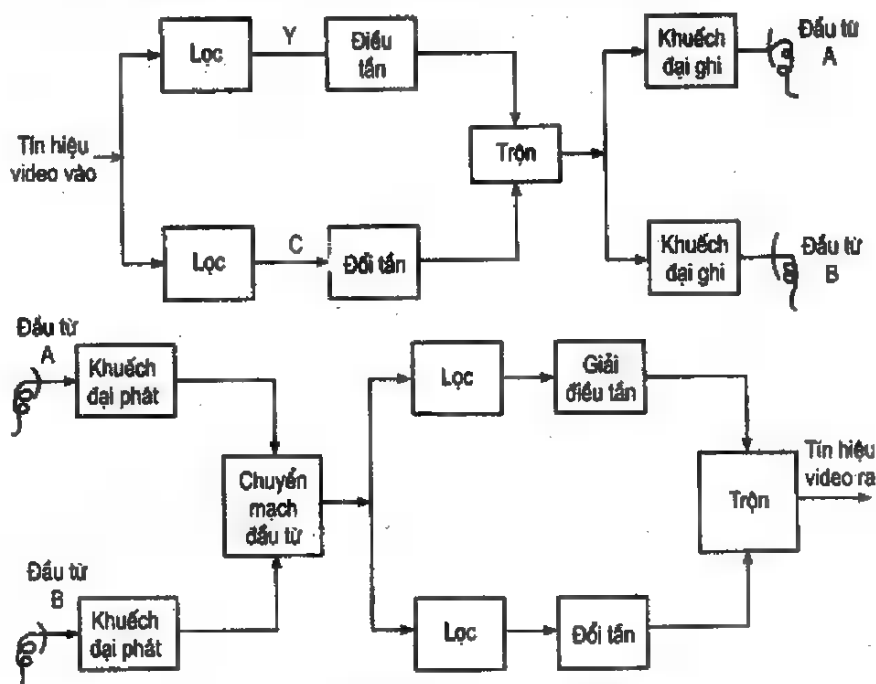 Lọc
Y
Điều
tần
Khuếch
đại ghi
Đầu từ
A
Tín hiệu
video vào
Trộn
Lọc
C
Đổi tần
Khuếch
đại ghi
Đầu từ
B
Đầu từ
A
Khuếch
đại phát
Lọc
Giải
điều tần
Chuyển
mạch
đầu từ
Tín hiệu
video ra
Trộn
Đầu từ
B
Khuếch
đại phát
Lọc
Đổi tần